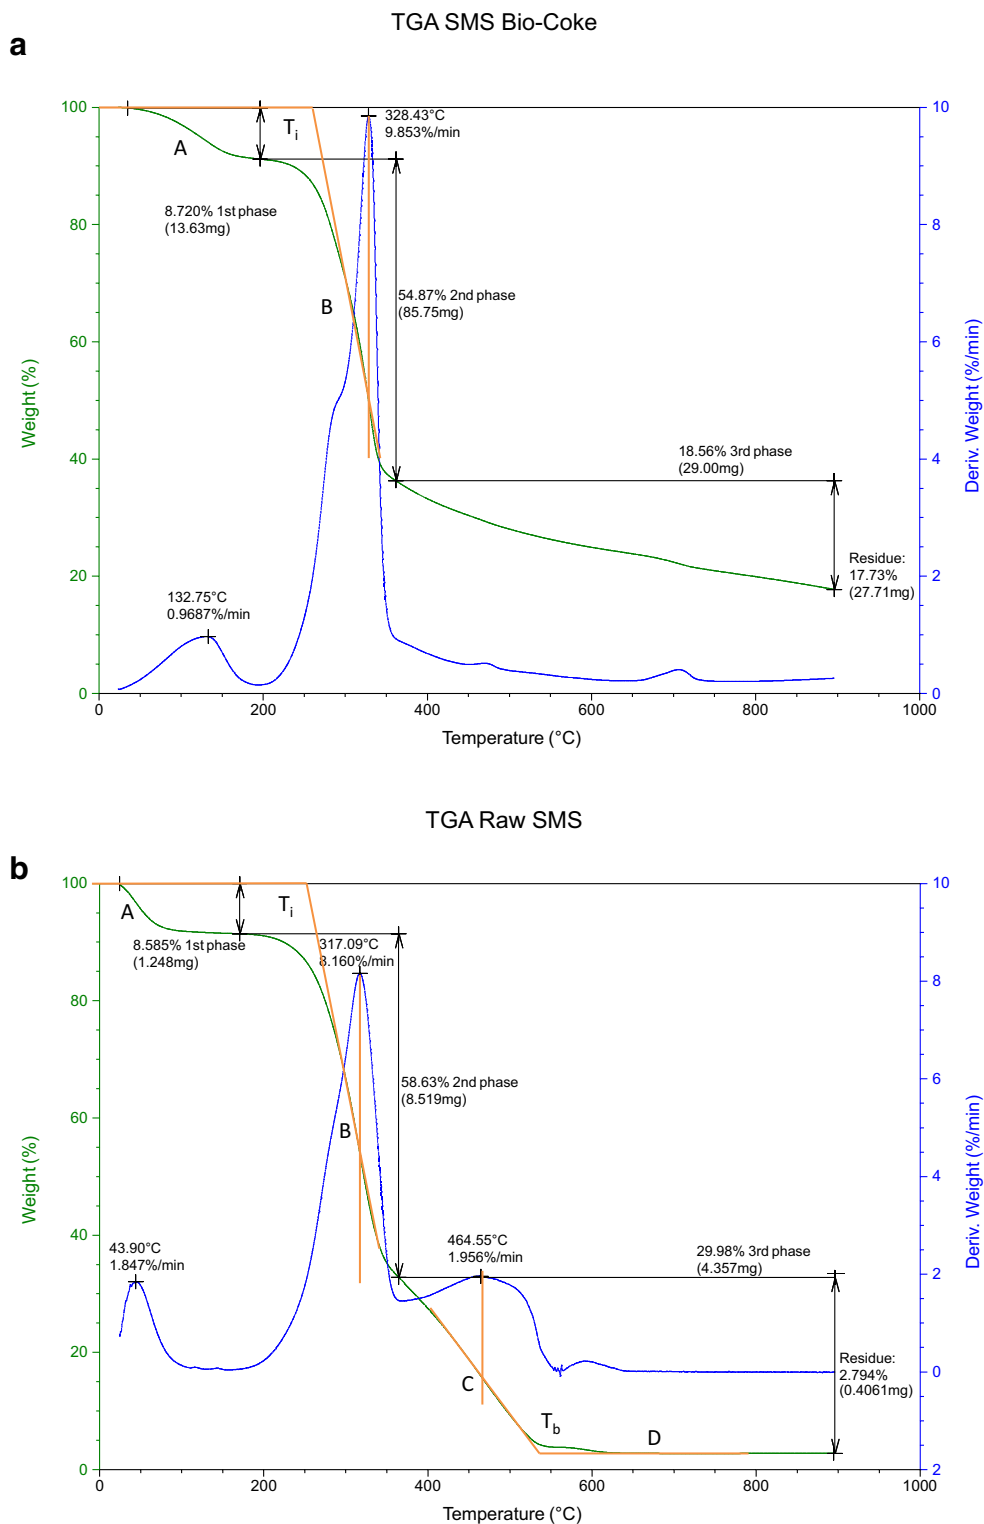 TGA SMS Bio-Coke
a
100
80
60
40
20
0
Weight (%)
10
8
6
4
2
0
Deriv. Weight (%/min)
A
Ti
328.43°C
9.853%/min
8.720% 1st phase
(13.63mg)
B
54.87% 2nd phase
(85.75mg)
18.56% 3rd phase
(29.00mg)
Residue:
17.73%
(27.71mg)
132.75°C
0.9687%/min
0 200 400 600 800 1000
Temperature (°C)
TGA Raw SMS
b
100
80
60
40
20
0
Weight (%)
10
8
6
4
2
0
2
Deriv. Weight (%/min)
A
Ti
8.585% 1st phase
(1.248mg)
317.09°C
8.160%/min
58.63% 2nd phase
(8.519mg)
B
43.90°C
1.847%/min
464.55°C
1.956%/min
29.98% 3rd phase
(4.357mg)
Residue:
2.794%
(0.4061mg)
C
Tb
D
0 200 400 600 800 1000
Temperature (°C)